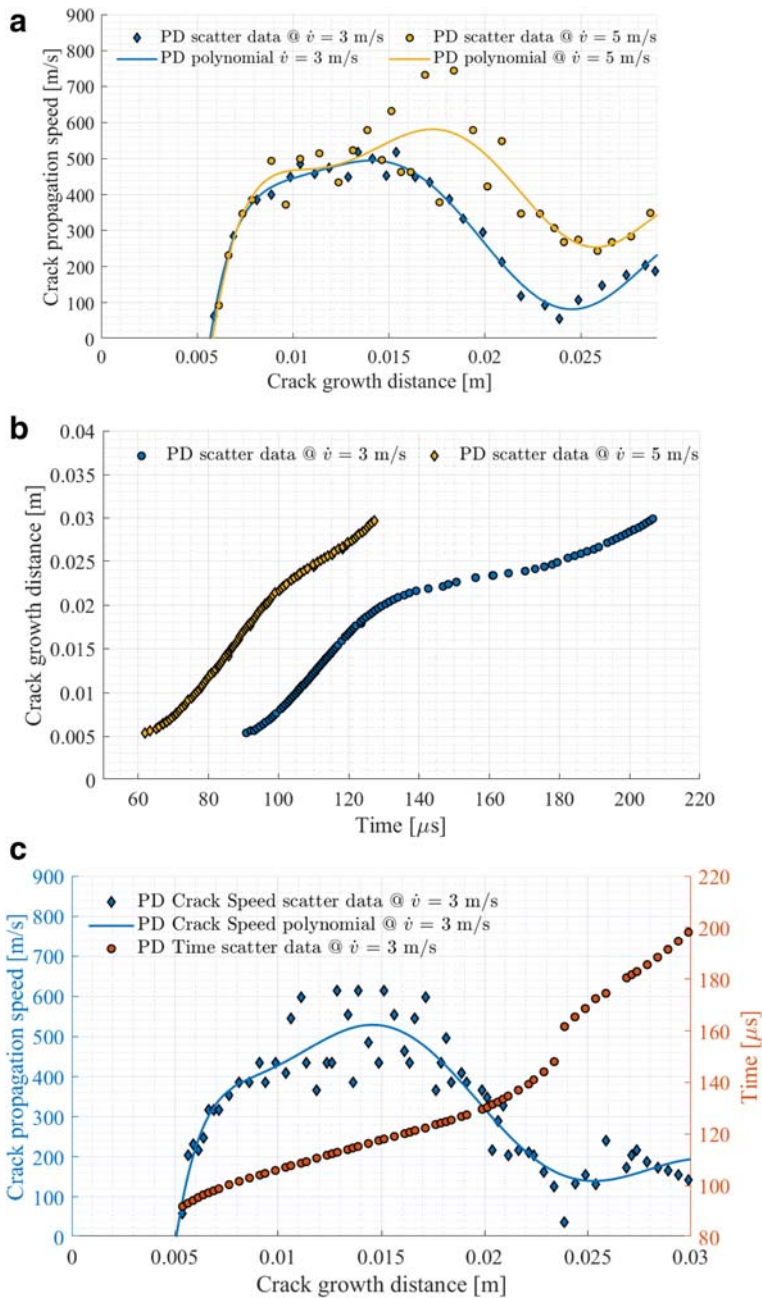 a
900
PD scatter data @ v̇ = 3 m/s PD scatter data @ v̇ = 5 m/s
800
PD polynomial v̇ = 3 m/s PD polynomial @ v̇ = 5 m/s
700
600
500
400
300
200
100
0
Crack propagation speed [m/s]
0 0.005 0.01 0.015 0.02 0.025
Crack growth distance [m]
b
0.04
PD scatter data @ v̇ = 3 m/s PD scatter data @ v̇ = 5 m/s
0.035
0.03
0.025
0.02
0.015
0.01
0.005
0
Crack growth distance [m]
60 80 100 120 140 160 180 200 220
Time [μs]
c
900
PD Crack Speed scatter data @ v̇ = 3 m/s
800
PD Crack Speed polynomial @ v̇ = 3 m/s
700
PD Time scatter data @ v̇ = 3 m/s
600
500
400
300
200
100
0
Crack propagation speed [m/s]
220
200
180
160
140
120
100
80
Time [μs]
0 0.005 0.01 0.015 0.02 0.025 0.03
Crack growth distance [m]